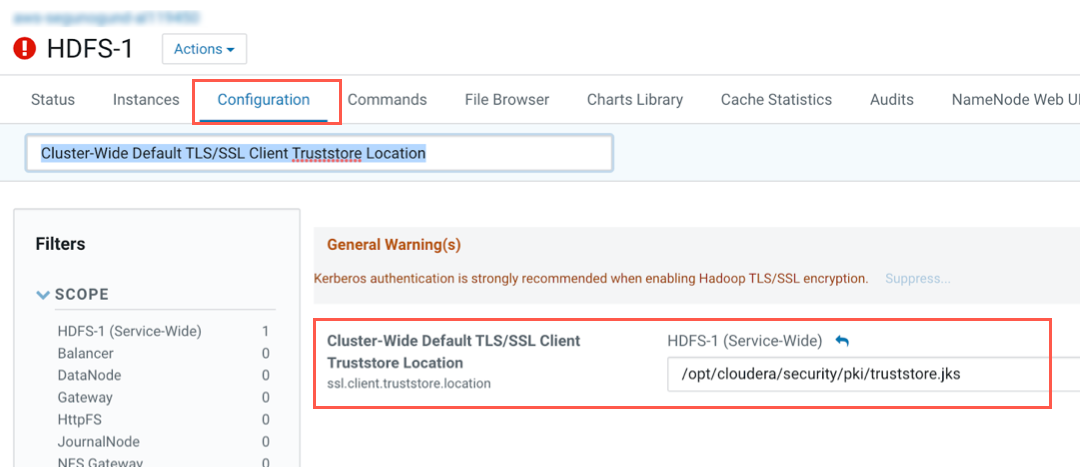 HDFS-1
Actions
Status Instances Configuration Commands File Browser Charts Library Cache Statistics Audits NameNode Web UI
Cluster-Wide Default TLS/SSL Client Truststore Location
Filters
SCOPE
HDFS-1 (Service-Wide) 1
Balancer 0
DataNode 0
Gateway 0
HttpFS 0
JournalNode 0
NFS Gateway 0
General Warning(s)
Kerberos authentication is strongly recommended when enabling Hadoop TLS/SSL encryption. Suppress...
Cluster-Wide Default TLS/SSL Client
Truststore Location
ssl.client.truststore.location
HDFS-1 (Service-Wide)
/opt/cloudera/security/pki/truststore.jks